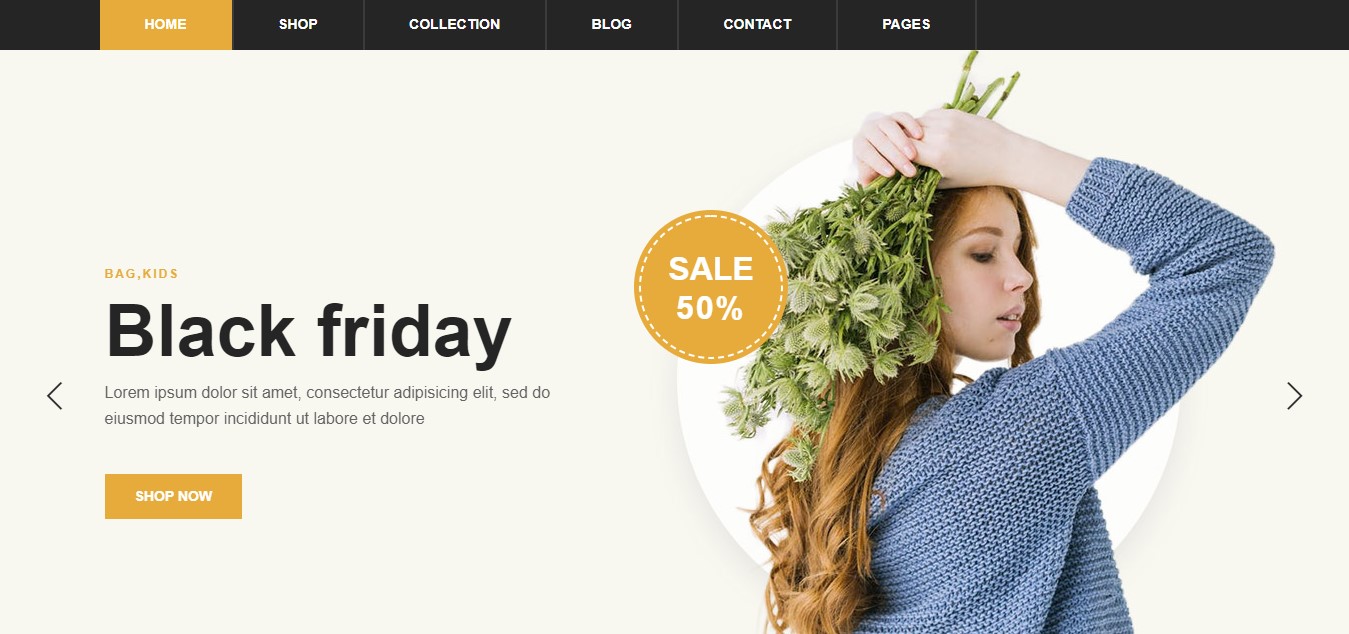 HOME
SHOP
COLLECTION
BLOG
CONTACT
PAGES
BAG,KIDS
Black friday
Lorem ipsum dolor sit amet, consectetur adipisicing elit, sed do
eiusmod tempor incididunt ut labore et dolore
SHOP NOW
SALE
50%